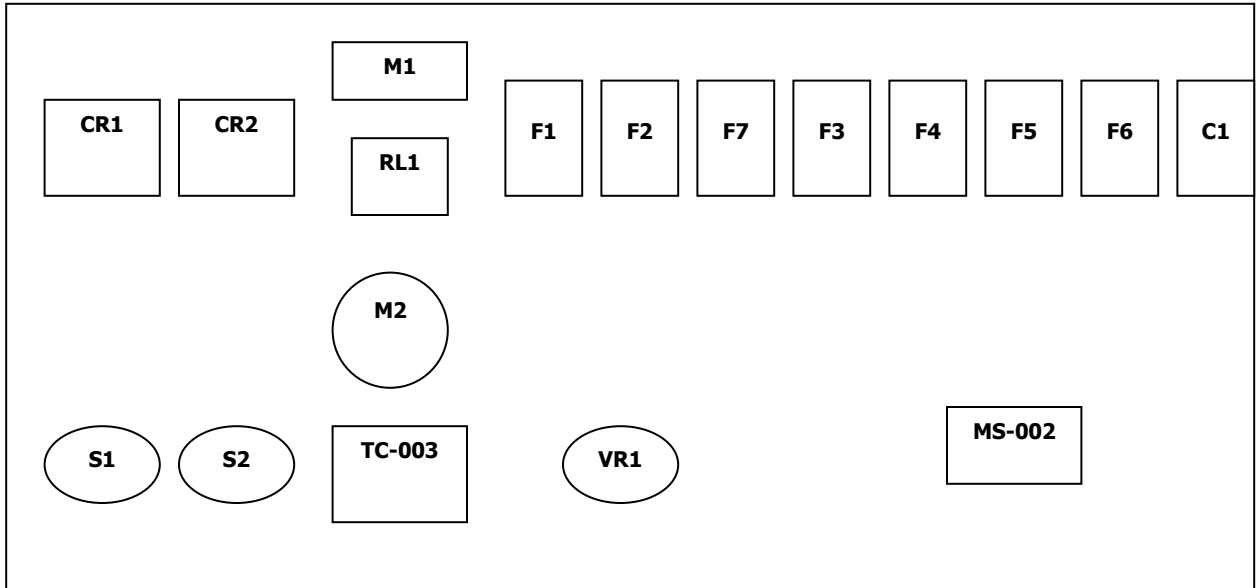 M1
CR1
CR2
RL1
F1
F2
F7
F3
F4
F5
F6
C1
M2
S1
S2
TC-003
VR1
MS-002